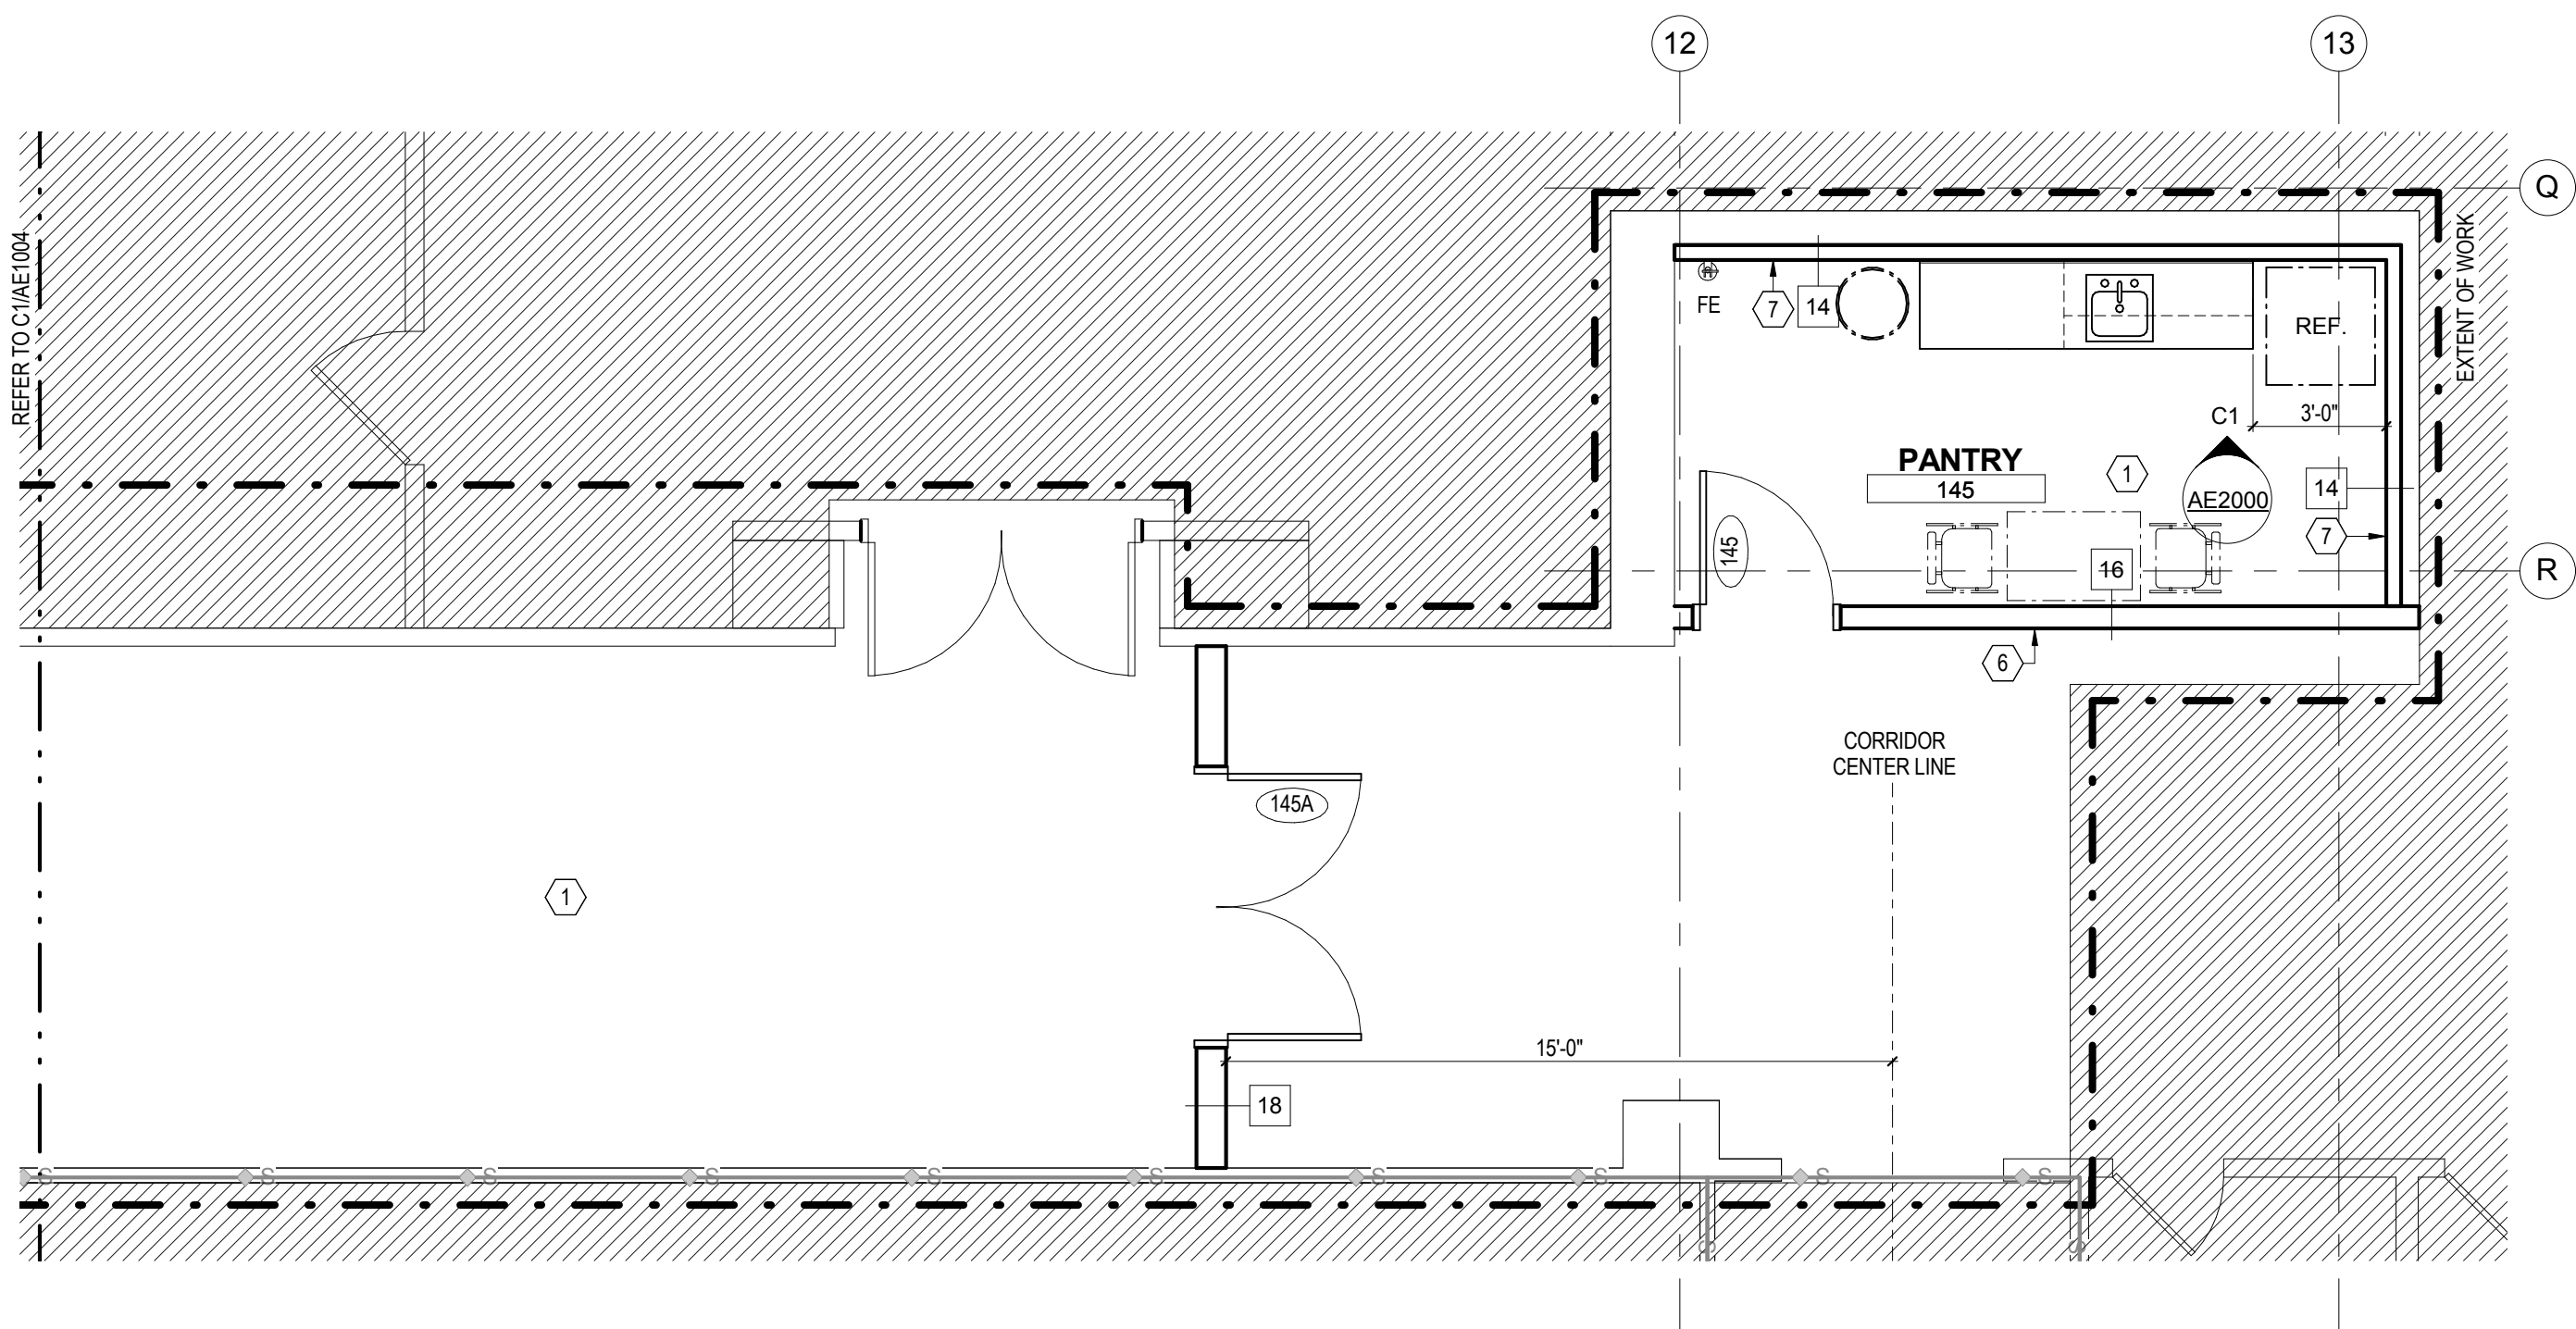 12
13
Q
REFER TO C1/AE1004
EXTENT OF WORK
FE
7
14
REF.
C1
3'-0"
PANTRY
145
1
AE2000
14
7
145
16
R
6
CORRIDOR
CENTER LINE
145A
1
15'-0"
18
S
S
S
S
S
S
S
S
S
S
S
S